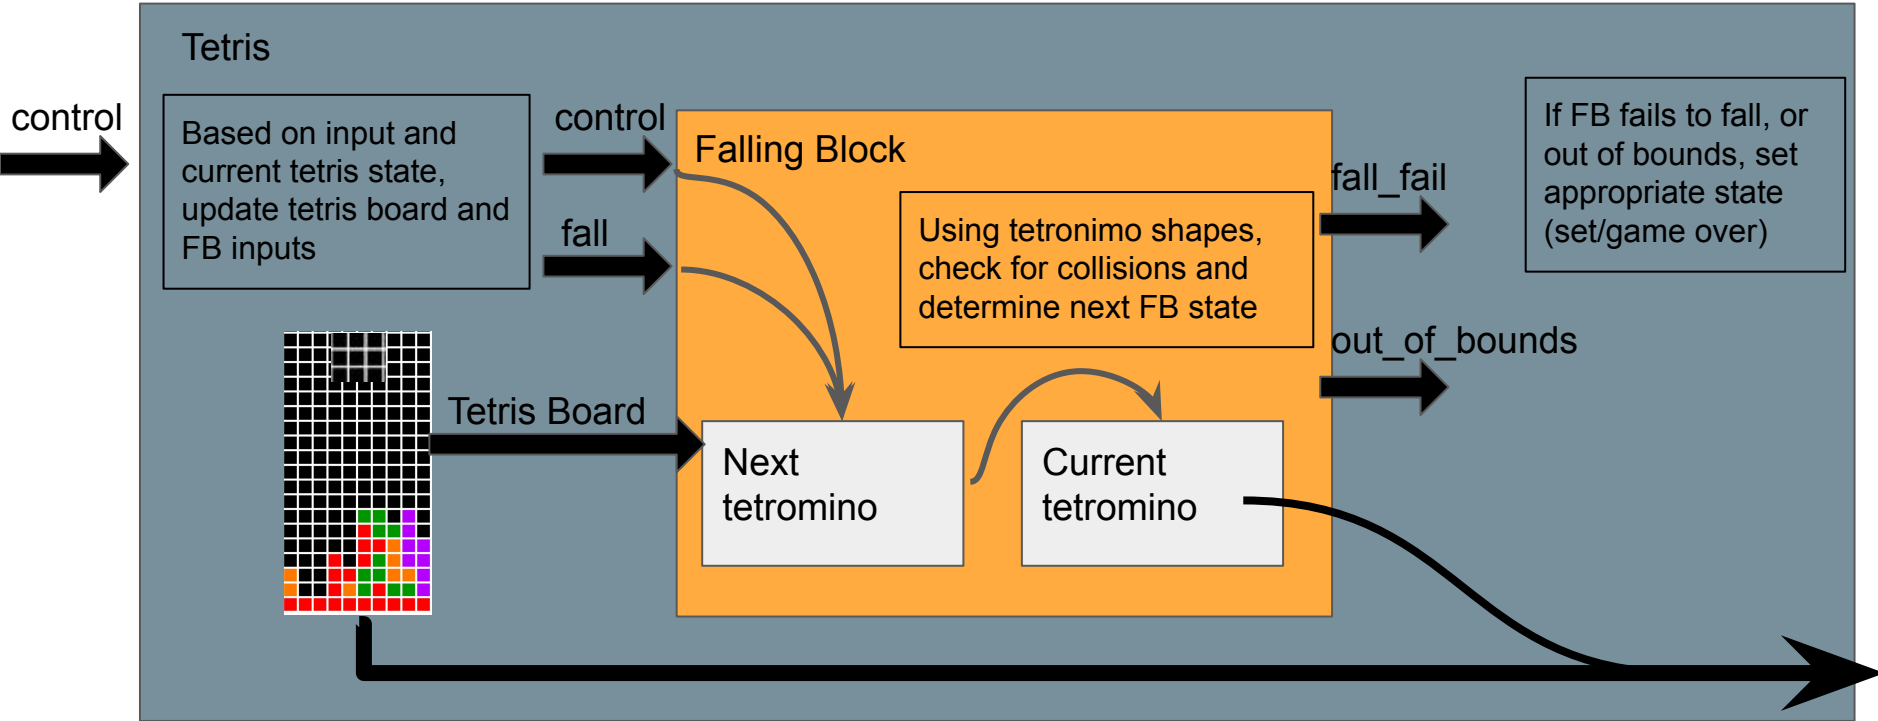 Tetris
control
Based on input and
current tetris state,
update tetris board and
FB inputs
control
fall
Tetris Board
Falling Block
Using tetronimo shapes,
check for collisions and
determine next FB state
Next
tetromino
Current
tetromino
fall_fail
out_of_bounds
If FB fails to fall, or
out of bounds, set
appropriate state
(set/game over)